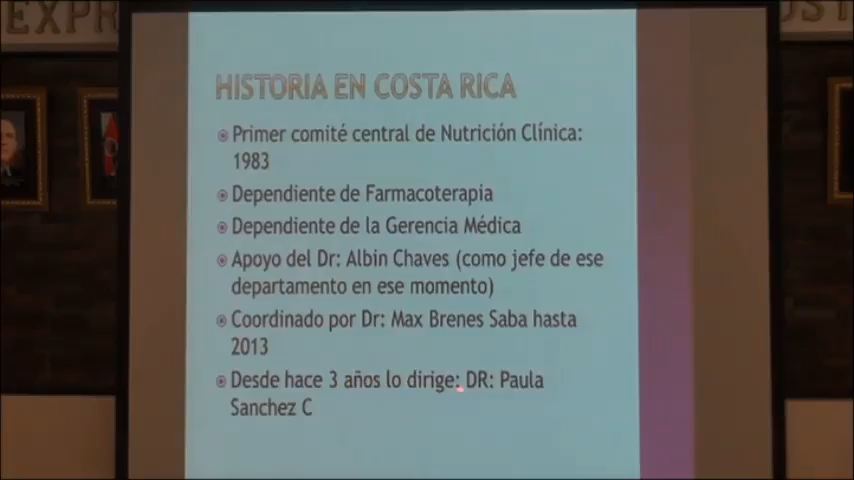 EXPR
HISTORIA EN COSTA RICA
Primer comité central de Nutrición Clínica:
1983
Dependiente de Farmacoterapia
Dependiente de la Gerencia Médica
Apoyo del Dr: Albin Chaves (como jefe de ese
departamento en ese momento)
Coordinado por Dr: Max Brenes Saba hasta
2013
Desde hace 3 años lo dirige: DR: Paula
Sanchez C